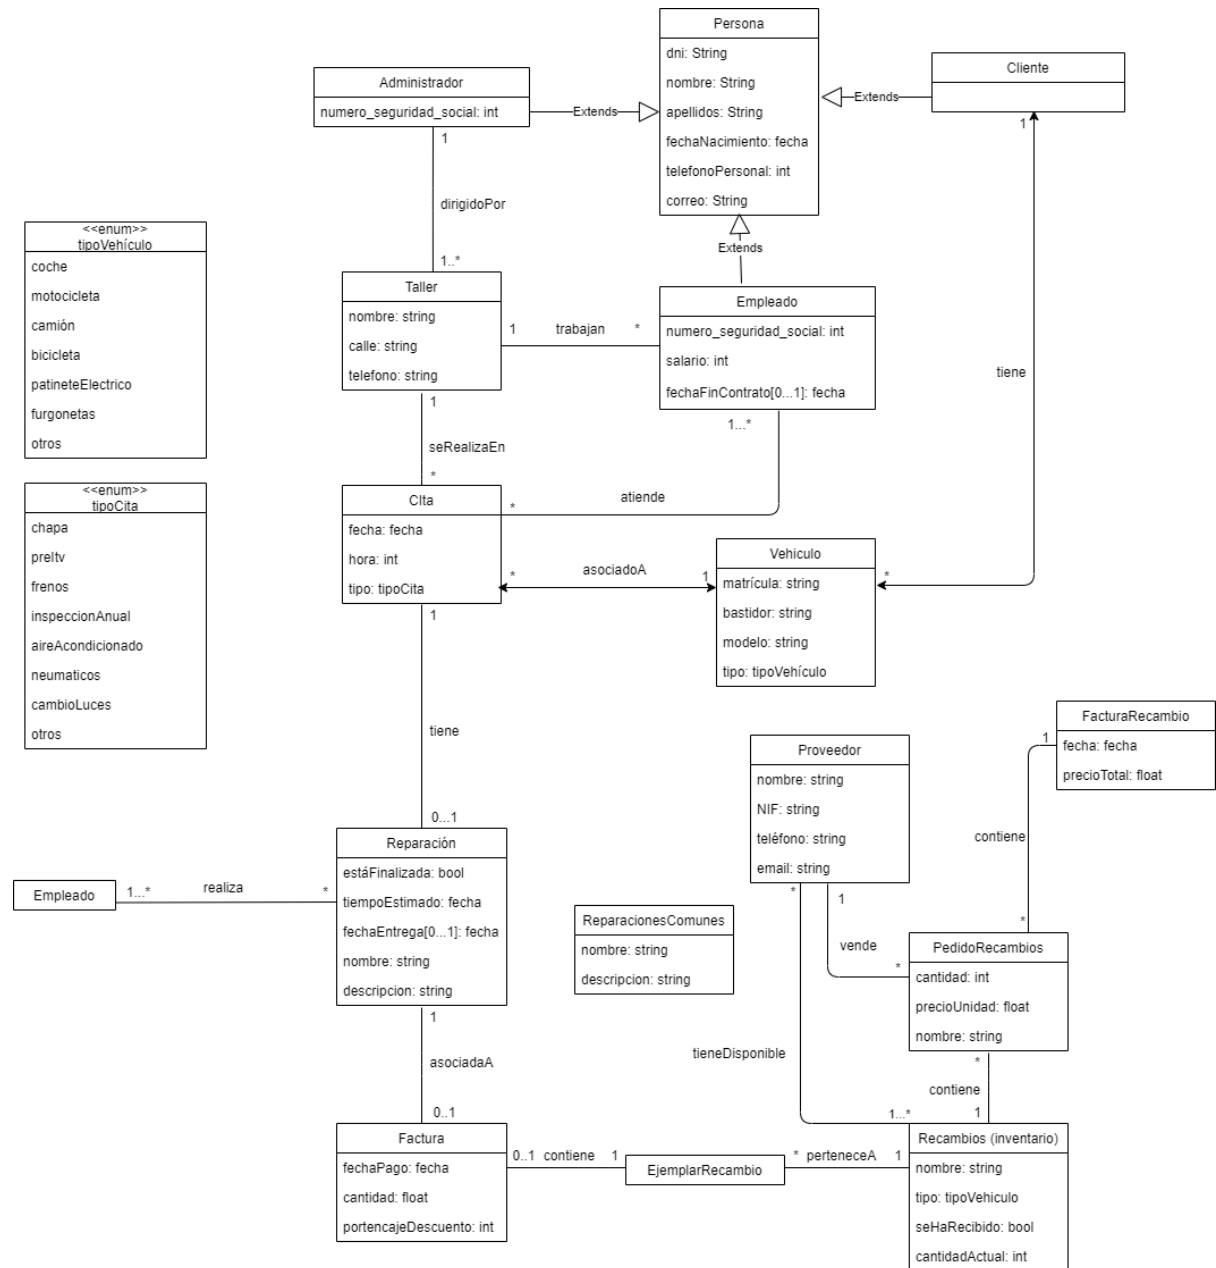 Persona
dni: String
nombre: String
apellidos: String
fechaNacimiento: fecha
telefonoPersonal: int
correo: String
Administrador
numero_seguridad_social: int
Extends
Cliente
Extends
1
1
dirigidoPor
1..*
Extends
<<enum>>
tipoVehículo
coche
motocicleta
camión
bicicleta
patineteElectrico
furgonetas
otros
Taller
nombre: string
calle: string
telefono: string
1
trabajan
*
Empleado
numero_seguridad_social: int
salario: int
fechaFinContrato[0...1]: fecha
tiene
1
seRealizaEn
*
1...*
<<enum>>
tipoCita
chapa
preItv
frenos
inspeccionAnual
aireAcondicionado
neumaticos
cambioLuces
otros
CIta
fecha: fecha
hora: int
tipo: tipoCita
*
atiende
*
asociadoA
1
Vehiculo
matrícula: string
bastidor: string
modelo: string
tipo: tipoVehículo
*
1
tiene
0...1
FacturaRecambio
fecha: fecha
precioTotal: float
1
contiene
*
Proveedor
nombre: string
NIF: string
teléfono: string
email: string
*
1
vende
*
Empleado
1...*
realiza
*
Reparación
estáFinalizada: bool
tiempoEstimado: fecha
fechaEntrega[0...1]: fecha
nombre: string
descripcion: string
ReparacionesComunes
nombre: string
descripcion: string
PedidoRecambios
cantidad: int
precioUnidad: float
nombre: string
1
asociadaA
0..1
tieneDisponible
1...*
*
contiene
1
Factura
fechaPago: fecha
cantidad: float
portencajeDescuento: int
0..1
contiene
1
EjemplarRecambio
*
perteneceA
1
Recambios (inventario)
nombre: string
tipo: tipoVehiculo
seHaRecibido: bool
cantidadActual: int